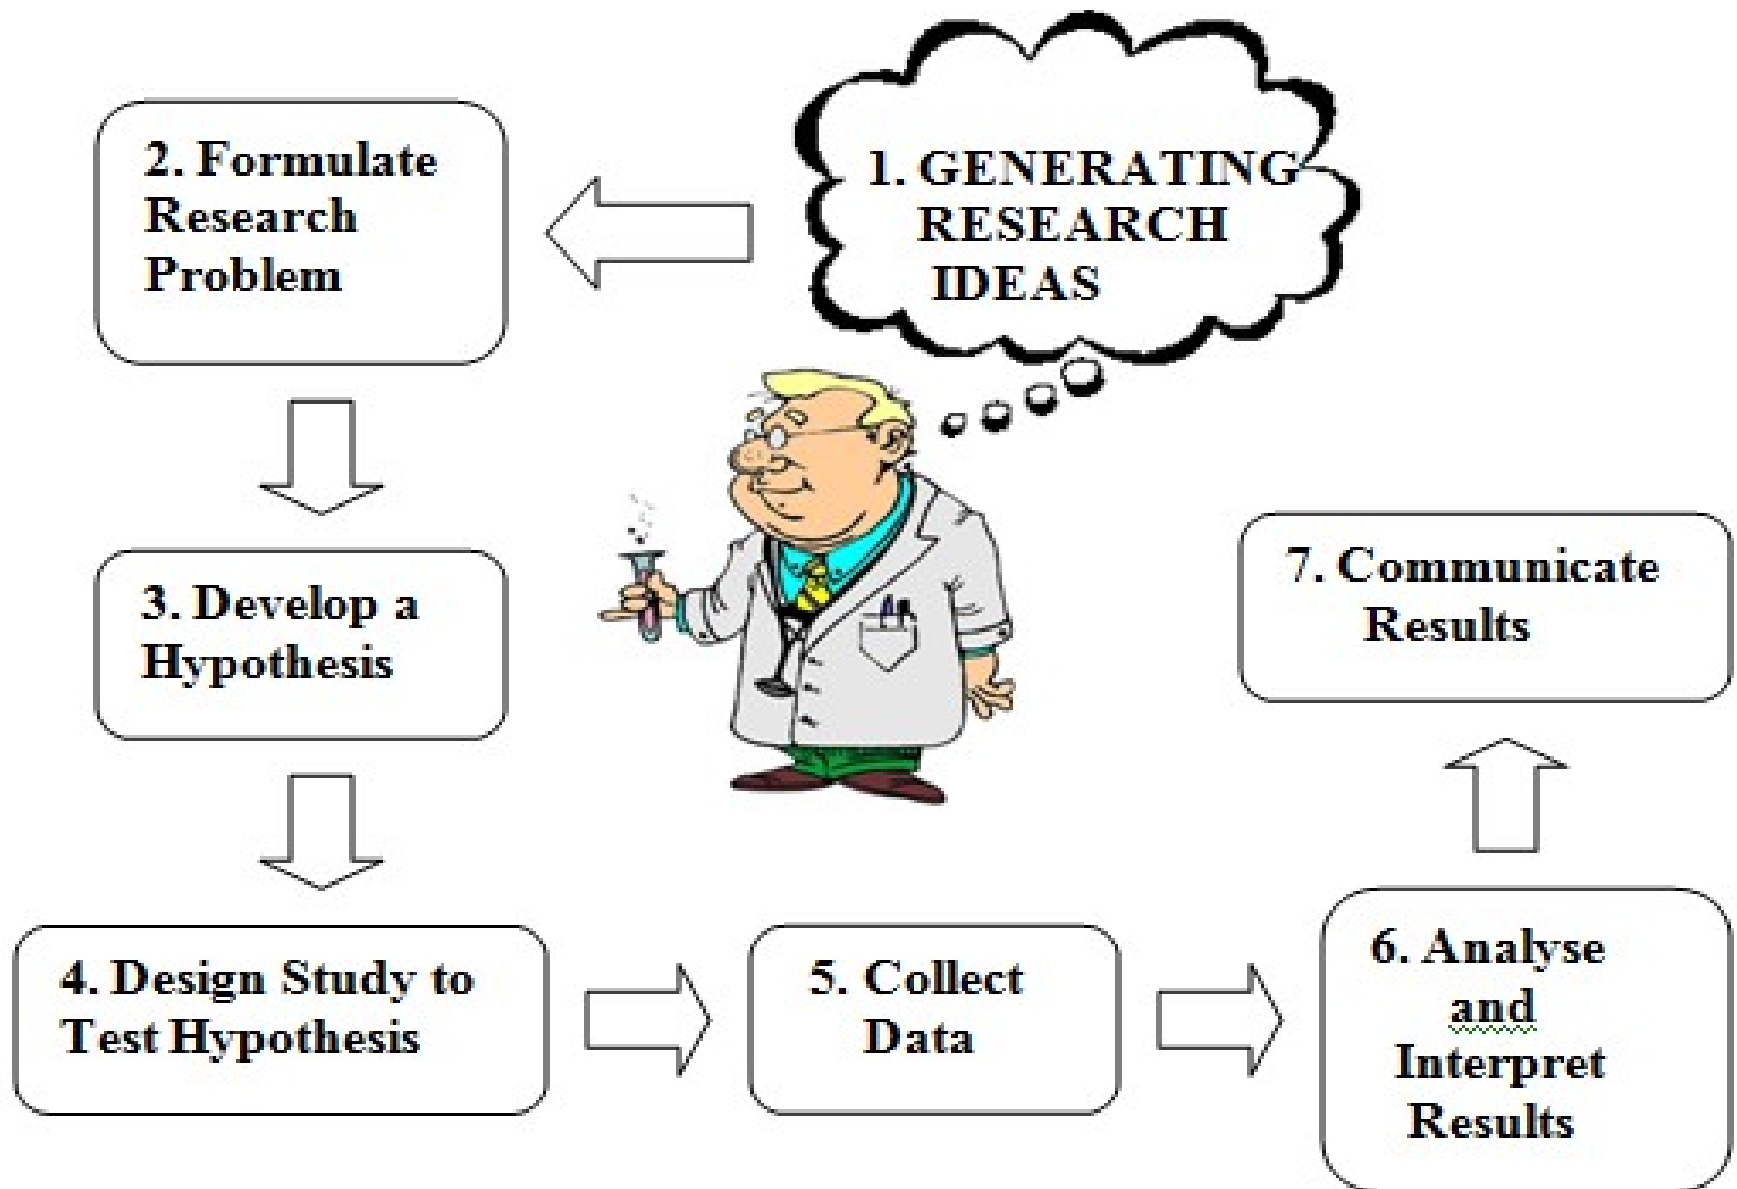 1. GENERATING
RESEARCH
IDEAS
2. Formulate
Research
Problem
3. Develop a
Hypothesis
4. Design Study to
Test Hypothesis
5. Collect
Data
6. Analyse
and
Interpret
Results
7. Communicate
Results